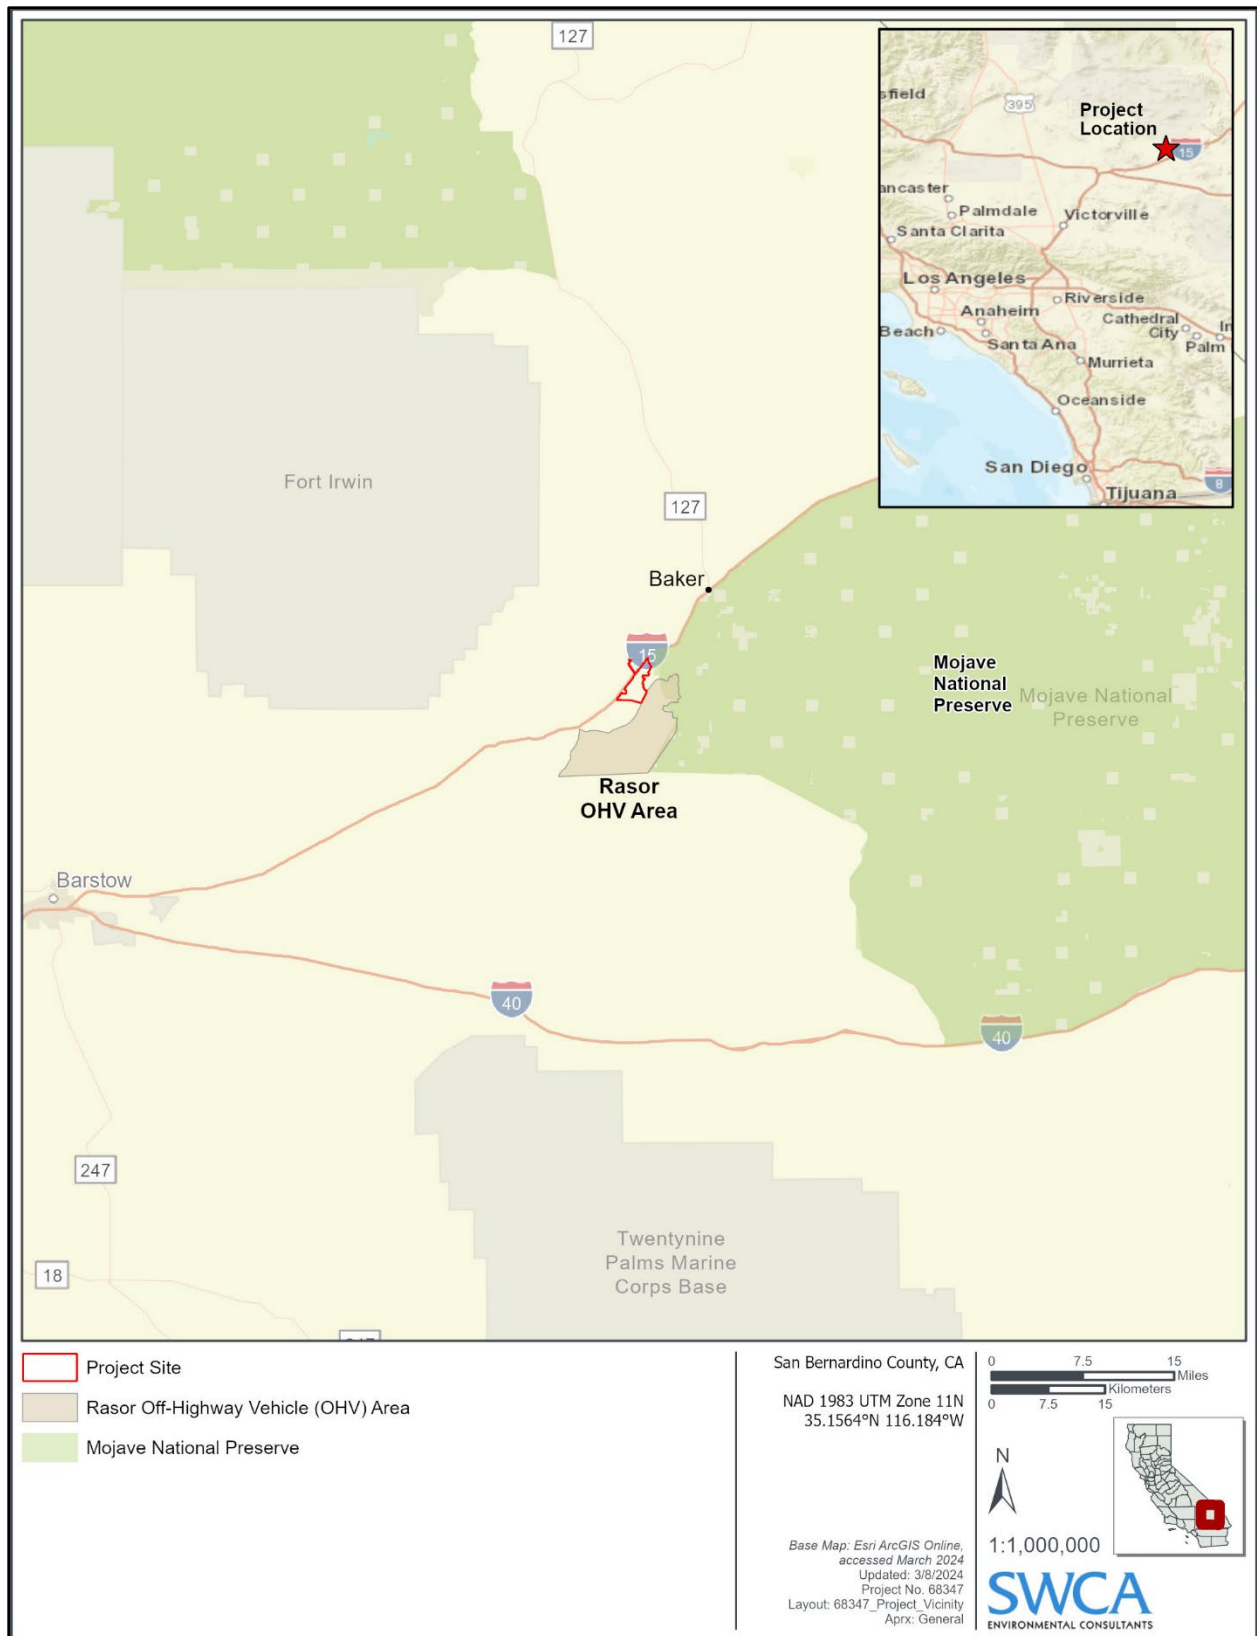 127
127
Fort Irwin
Baker
15
Mojave
National
Preserve
Mojave National
Preserve
Rasor
OHV Area
Barstow
40
40
247
Twentynine
Palms Marine
Corps Base
18
395
sfield
Project
Location
15
ancaster
Palmdale
Victorville
Santa Clarita
Los Angeles
Riverside
Anaheim
Cathedral
City
In
Beach
Santa Ana
Palm
Murrieta
Oceanside
San Diego
8
Tijuana
Project Site
Rasor Off-Highway Vehicle (OHV) Area
Mojave National Preserve
San Bernardino County, CA
NAD 1983 UTM Zone 11N
35.1564°N 116.184°W
Base Map: Esri ArcGIS Online,
accessed March 2024
Updated: 3/8/2024
Project No. 68347
Layout: 68347_Project_Vicinity
Aprx: General
0 7.5 15
Miles
Kilometers
0 7.5 15
N
1:1,000,000
SWCA
ENVIRONMENTAL CONSULTANTS